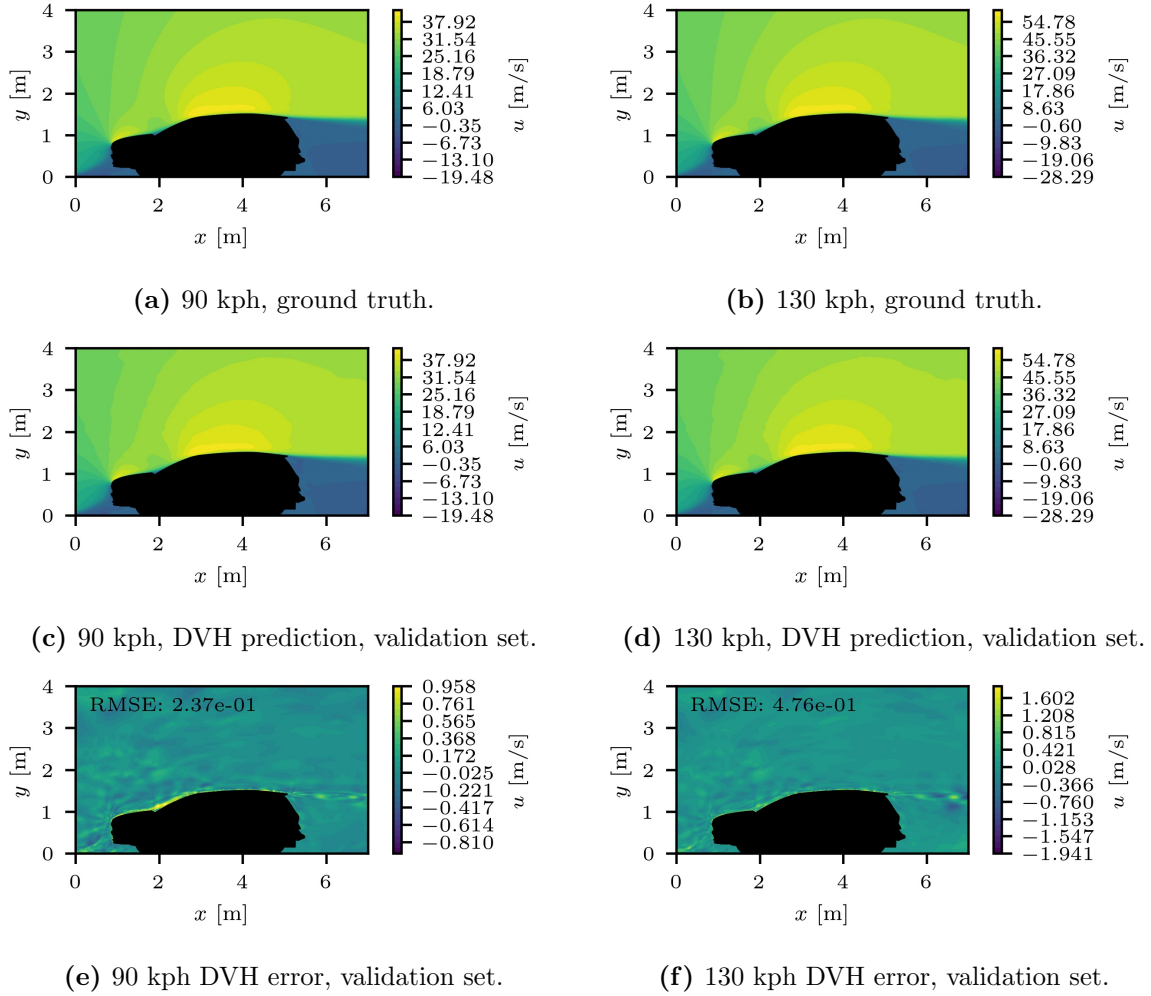 4
3
2
1
0
y [m]
0 2 4 6
x [m]
37.92
31.54
25.16
18.79
12.41
6.03
−0.35
−6.73
−13.10
−19.48
u [m/s]
(a) 90 kph, ground truth.
4
3
2
1
0
y [m]
0 2 4 6
x [m]
54.78
45.55
36.32
27.09
17.86
8.63
−0.60
−9.83
−19.06
−28.29
u [m/s]
(b) 130 kph, ground truth.
4
3
2
1
0
y [m]
0 2 4 6
x [m]
37.92
31.54
25.16
18.79
12.41
6.03
−0.35
−6.73
−13.10
−19.48
u [m/s]
(c) 90 kph, DVH prediction, validation set.
4
3
2
1
0
y [m]
0 2 4 6
x [m]
54.78
45.55
36.32
27.09
17.86
8.63
−0.60
−9.83
−19.06
−28.29
u [m/s]
(d) 130 kph, DVH prediction, validation set.
RMSE: 2.37e-01
4
3
2
1
0
y [m]
0 2 4 6
x [m]
0.958
0.761
0.565
0.368
0.172
−0.025
−0.221
−0.417
−0.614
−0.810
u [m/s]
(e) 90 kph DVH error, validation set.
RMSE: 4.76e-01
4
3
2
1
0
y [m]
0 2 4 6
x [m]
1.602
1.208
0.815
0.421
0.028
−0.366
−0.760
−1.153
−1.547
−1.941
u [m/s]
(f) 130 kph DVH error, validation set.